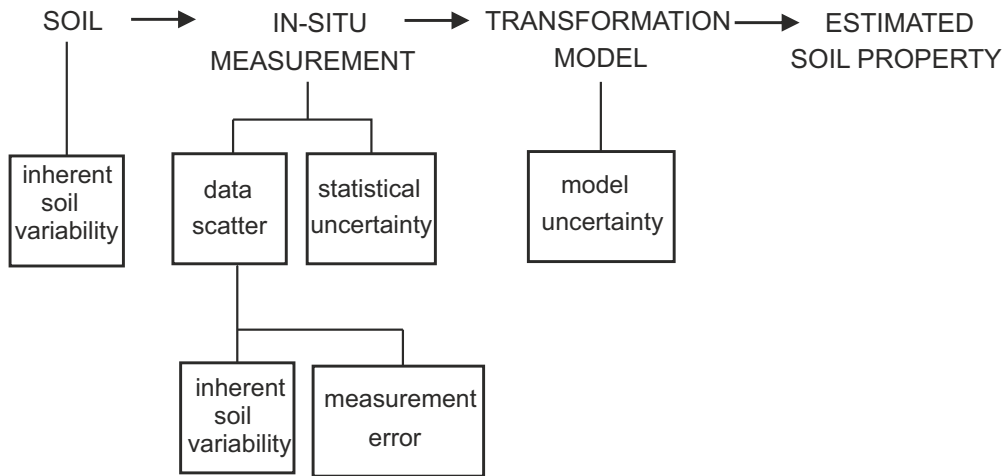 SOIL
IN-SITU
MEASUREMENT
TRANSFORMATION
MODEL
ESTIMATED
SOIL PROPERTY
inherent
soil
variability
data
scatter
statistical
uncertainty
model
uncertainty
inherent
soil
variability
measurement
error